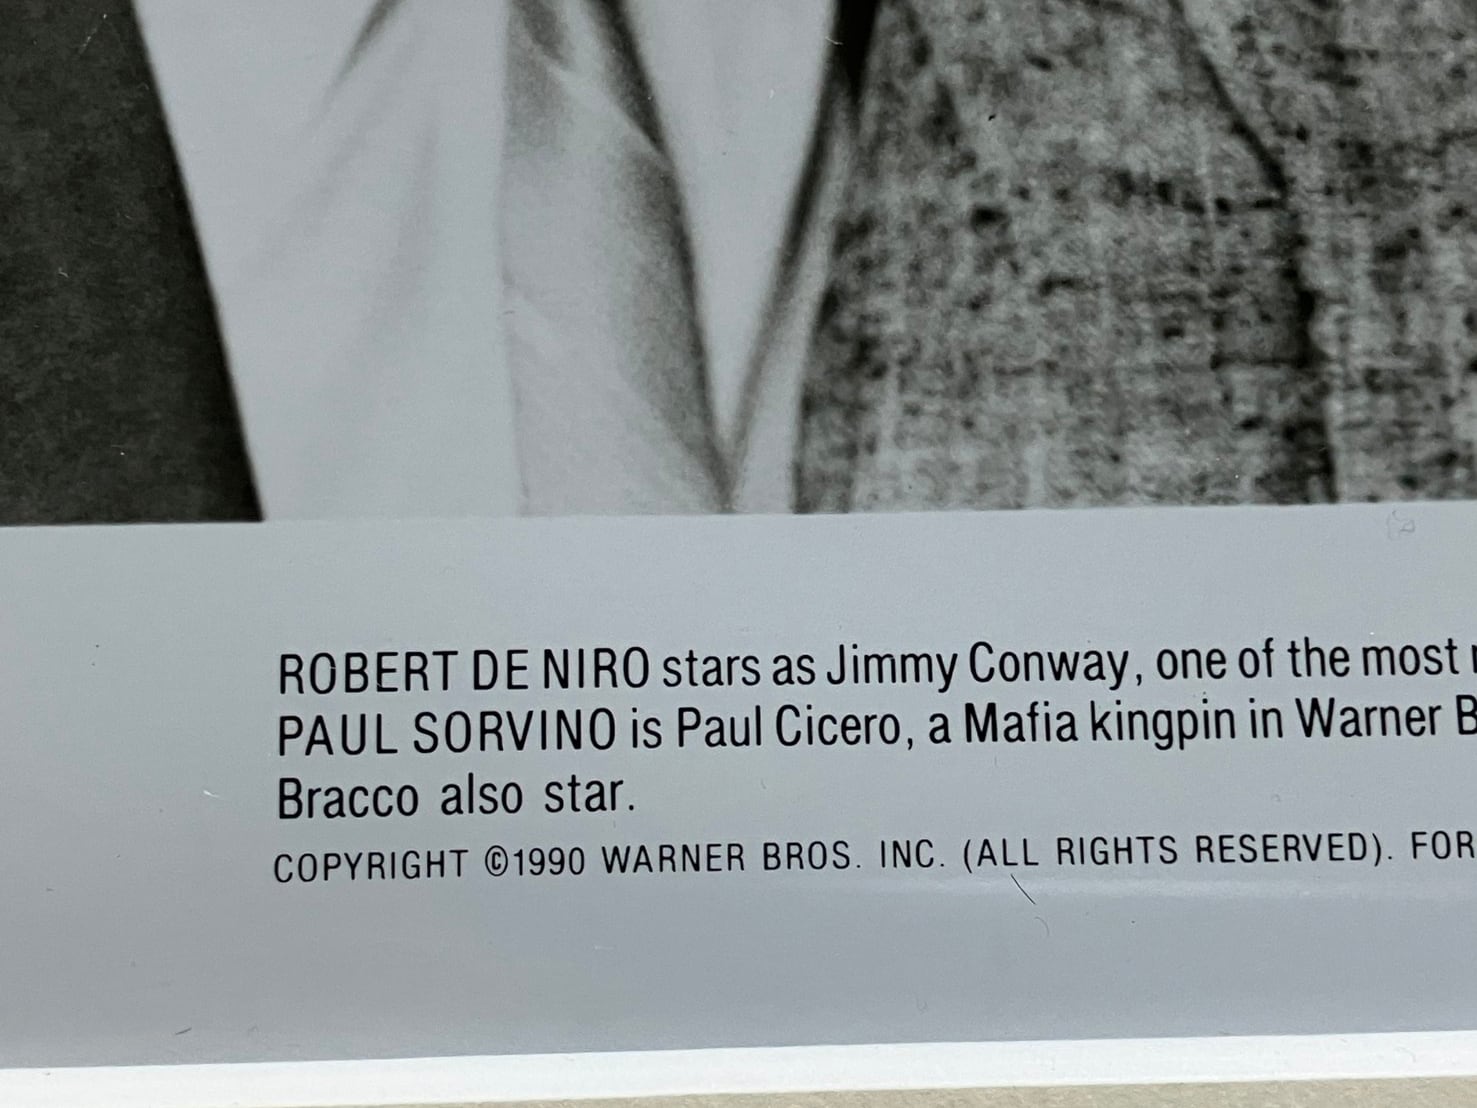 ROBERT DE NIRO stars as Jimmy Conway, one of the most
PAUL SORVINO is Paul Cicero, a Mafia kingpin in Warner B
Bracco also star.
COPYRIGHT ©1990 WARNER BROS. INC. (ALL RIGHTS RESERVED). FOR